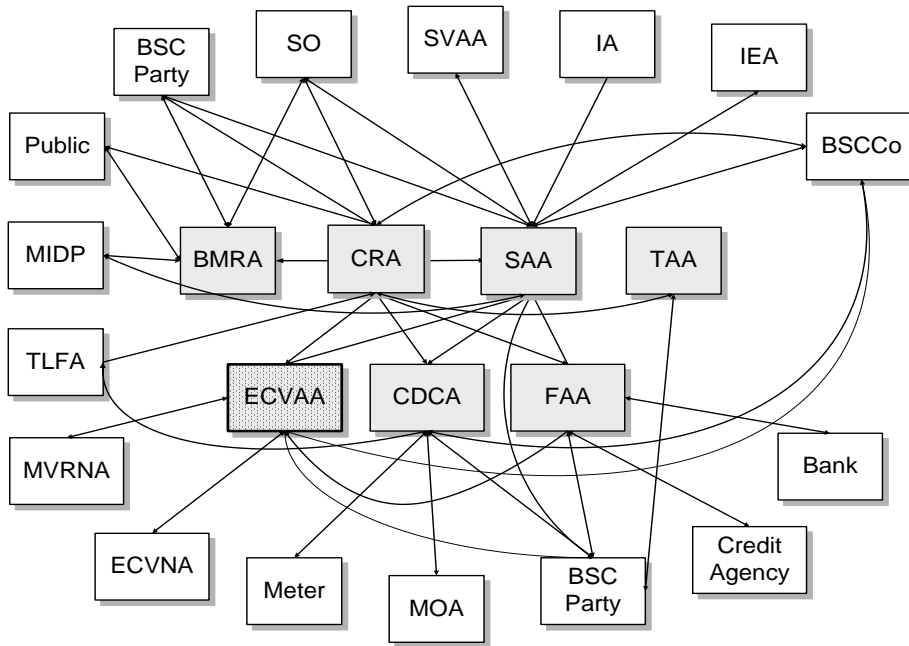 BSC
Party
SO
SVAA
IA
IEA
Public
BSCCo
MIDP
BMRA
CRA
SAA
TAA
TLFA
ECVAA
CDCA
FAA
MVRNA
Bank
ECVNA
Meter
MOA
BSC
Party
Credit
Agency